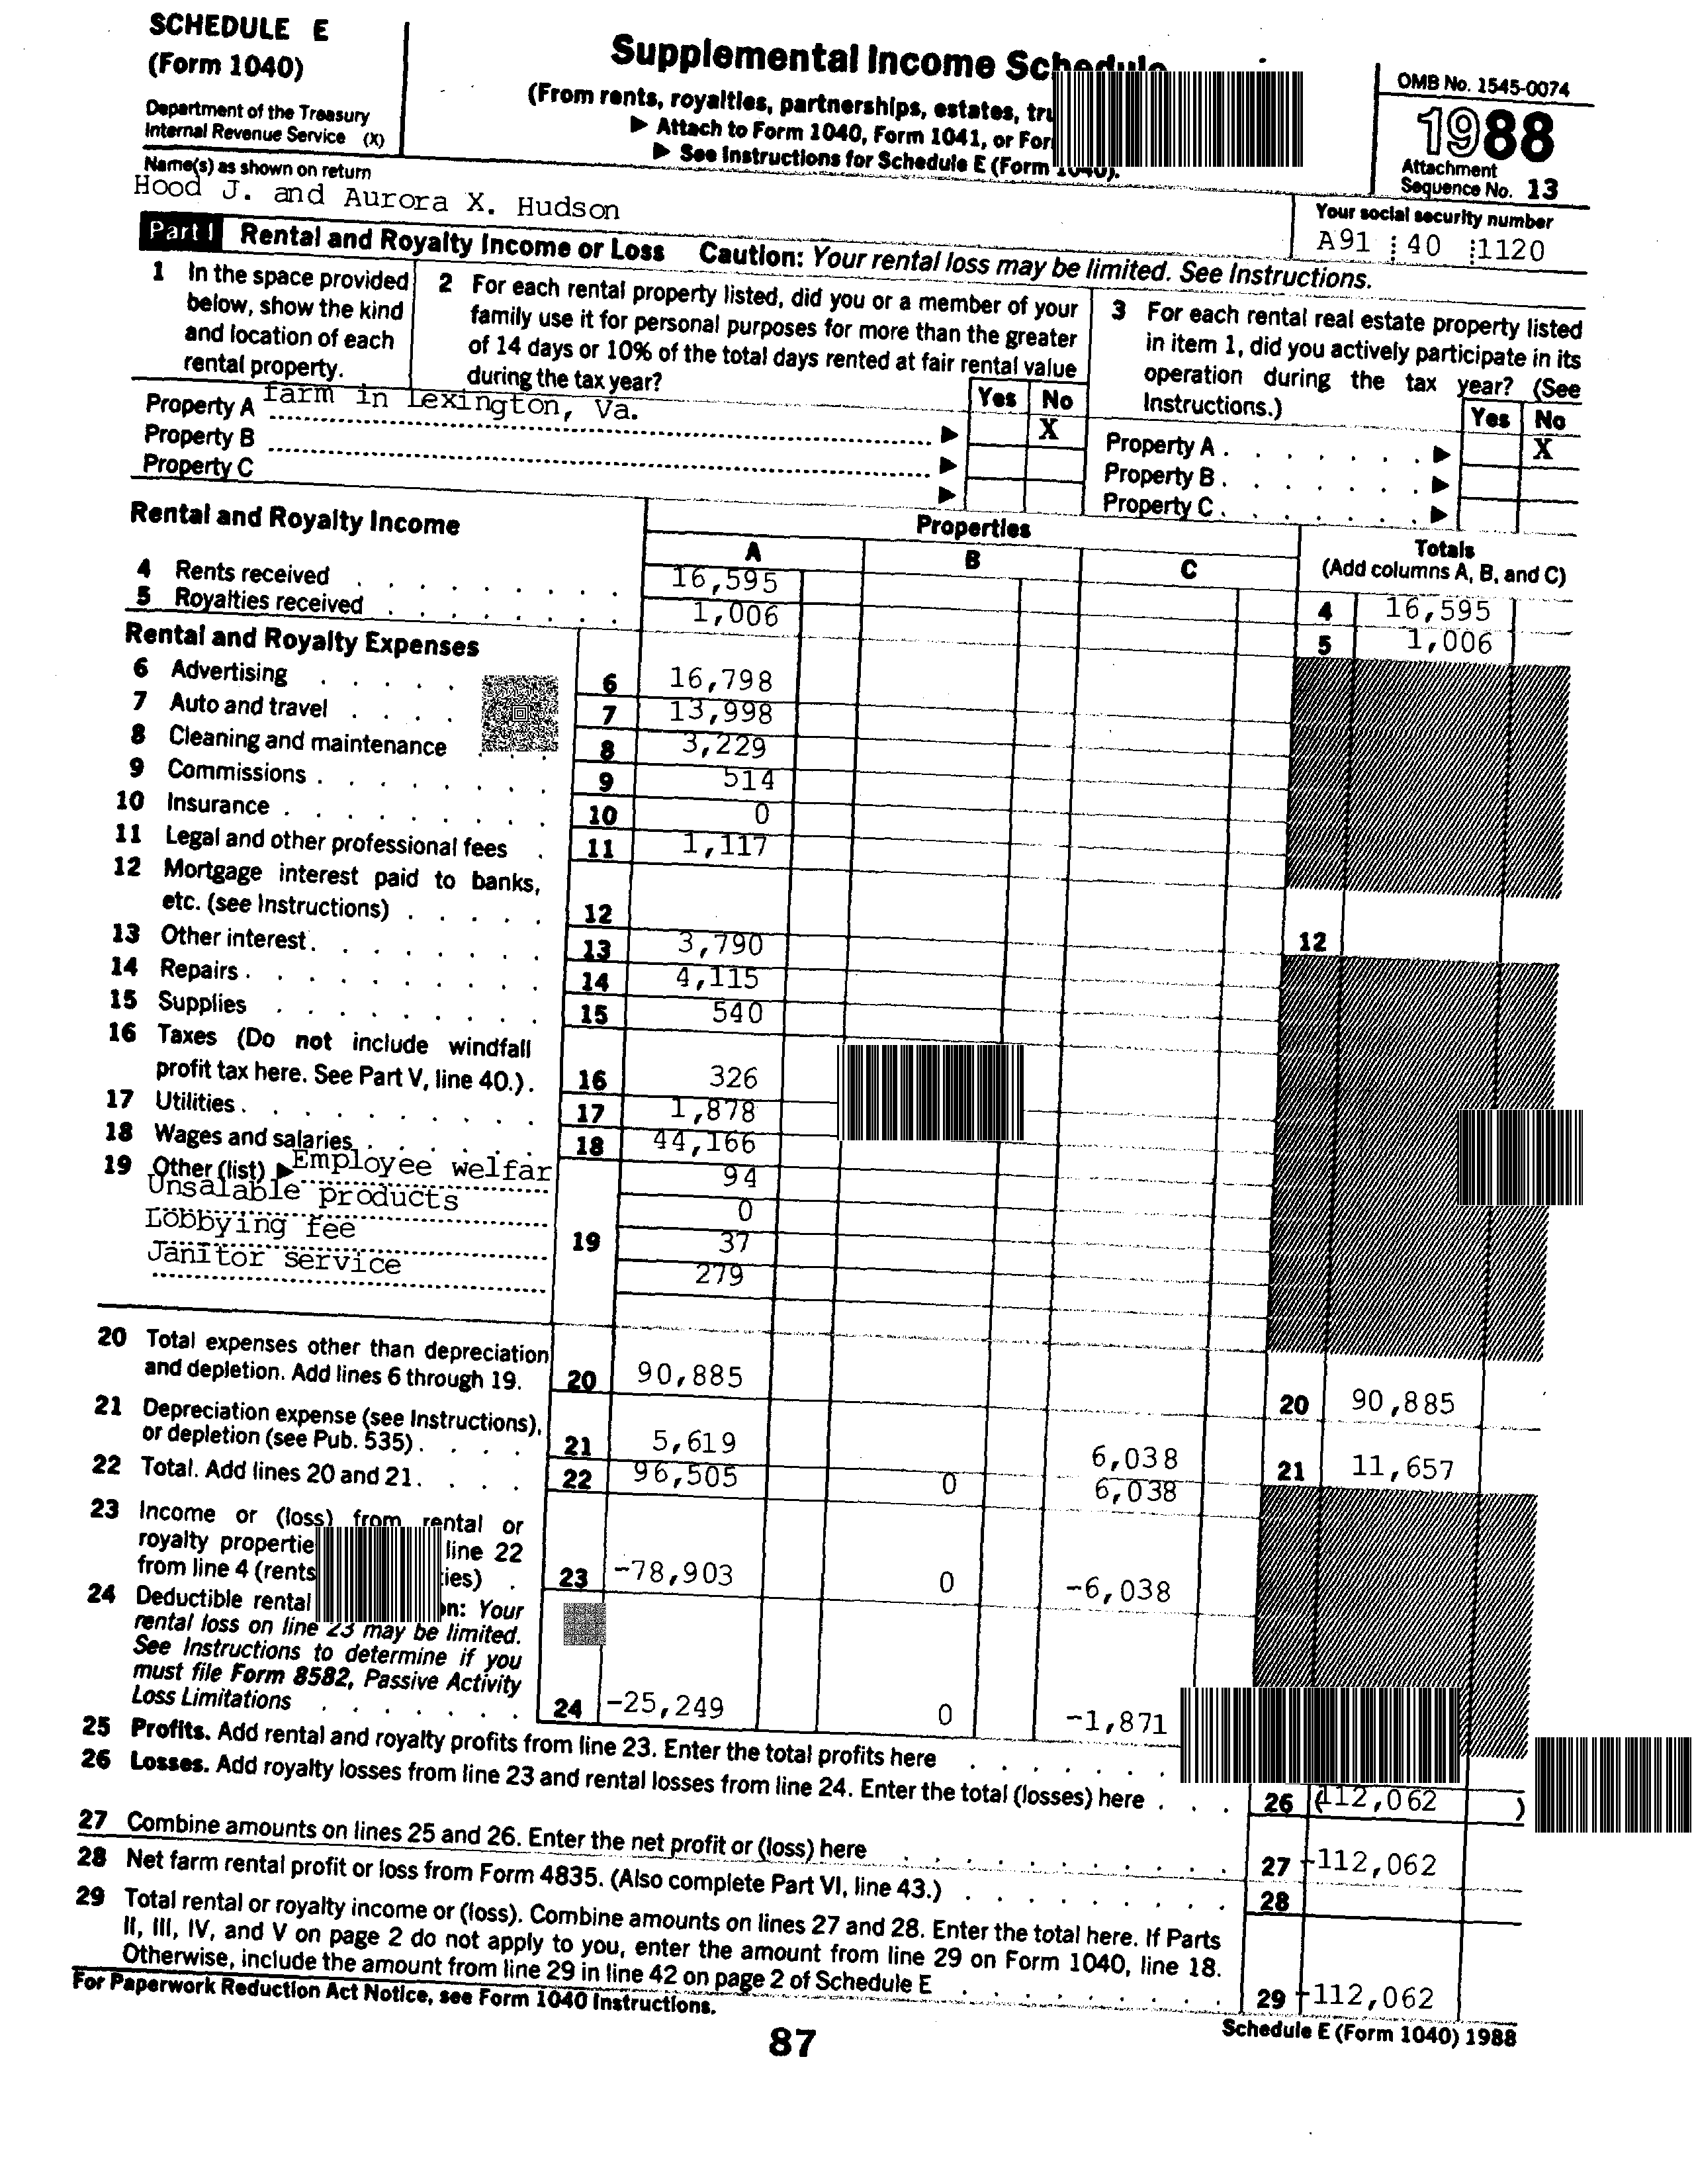 SCHEDULE E
(Form 1040)
Department of the Treasury
Internal Revenue Service (X)
Supplemental Income Schedule
(From rents, royalties, partnerships, estates,
▶ Attach to Form 1040, Form 1041, or
▶ See Instructions for Schedule E (Form 1040).
OMB No. 1545-0074
1988
Attachment
Sequence No. 13
Name(s) as shown on return
Hood J. and Aurora X. Hudson
Your social security number
A91 40 1120
Part I Rental and Royalty Income or Loss Caution: Your rental loss may be limited. See Instructions.
1 In the space provided
below, show the kind
and location of each
rental property.
2 For each rental property listed, did you or a member of your
family use it for personal purposes for more than the greater
of 14 days or 10% of the total days rented at fair rental value
during the tax year?
Yes No
3 For each rental real estate property listed
in item 1, did you actively participate in its
operation during the tax year? (See
Instructions.)
Yes No
Property A farm in Lexington, Va. ▶ X
Property B ▶
Property C ▶
Property A ▶ X
Property B ▶
Property C ▶
Rental and Royalty Income
Properties
A B C
Totals
(Add columns A, B, and C)
4 Rents received 16,595 4 16,595
5 Royalties received 1,006 5 1,006
Rental and Royalty Expenses
6 Advertising 6 16,798
7 Auto and travel 7 13,998
8 Cleaning and maintenance 8 3,229
9 Commissions 9 514
10 Insurance 10 0
11 Legal and other professional fees 11 1,117
12 Mortgage interest paid to banks,
etc. (see Instructions) 12 12
13 Other interest 13 3,790
14 Repairs 14 4,115
15 Supplies 15 540
16 Taxes (Do not include windfall
profit tax here. See Part V, line 40.) 16 326
17 Utilities 17 1,878
18 Wages and salaries 18 44,166
19 Other (list) ▶ Employee welfar 94
Unsalable products 0
Lobbying fee 19 37
Janitor service 279
20 Total expenses other than depreciation
and depletion. Add lines 6 through 19. 20 90,885 20 90,885
21 Depreciation expense (see Instructions),
or depletion (see Pub. 535) 21 5,619 6,038 21 11,657
22 Total. Add lines 20 and 21. 22 96,505 0 6,038
23 Income or (loss) from rental or
royalty line 22
from line 4 (rents 23 -78,903 0 -6,038
24 Deductible rental Your
rental loss on line 23 may be limited.
See Instructions to determine if you
must file Form 8582, Passive Activity
Loss Limitations 24 -25,249 0 -1,871
25 Profits. Add rental and royalty profits from line 23. Enter the total profits here
26 Losses. Add royalty losses from line 23 and rental losses from line 24. Enter the total (losses) here 26 (112,062 )
27 Combine amounts on lines 25 and 26. Enter the net profit or (loss) here 27 -112,062
28 Net farm rental profit or loss from Form 4835. (Also complete Part VI, line 43.) 28
29 Total rental or royalty income or (loss). Combine amounts on lines 27 and 28. Enter the total here. If Parts
II, III, IV, and V on page 2 do not apply to you, enter the amount from line 29 on Form 1040, line 18.
Otherwise, include the amount from line 29 in line 42 on page 2 of Schedule E 29 -112,062
For Paperwork Reduction Act Notice, see Form 1040 Instructions.
Schedule E (Form 1040) 1988
87